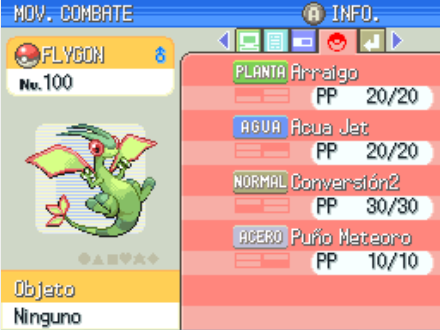 MOV. COMBATE
A INFO.
FLYGON ♂
Nv.100
PLANTA Arraigo
PP 20/20
AGUA Acua Jet
PP 20/20
NORMAL Conversión2
PP 30/30
ACERO Puño Meteoro
PP 10/10
Objeto
Ninguno